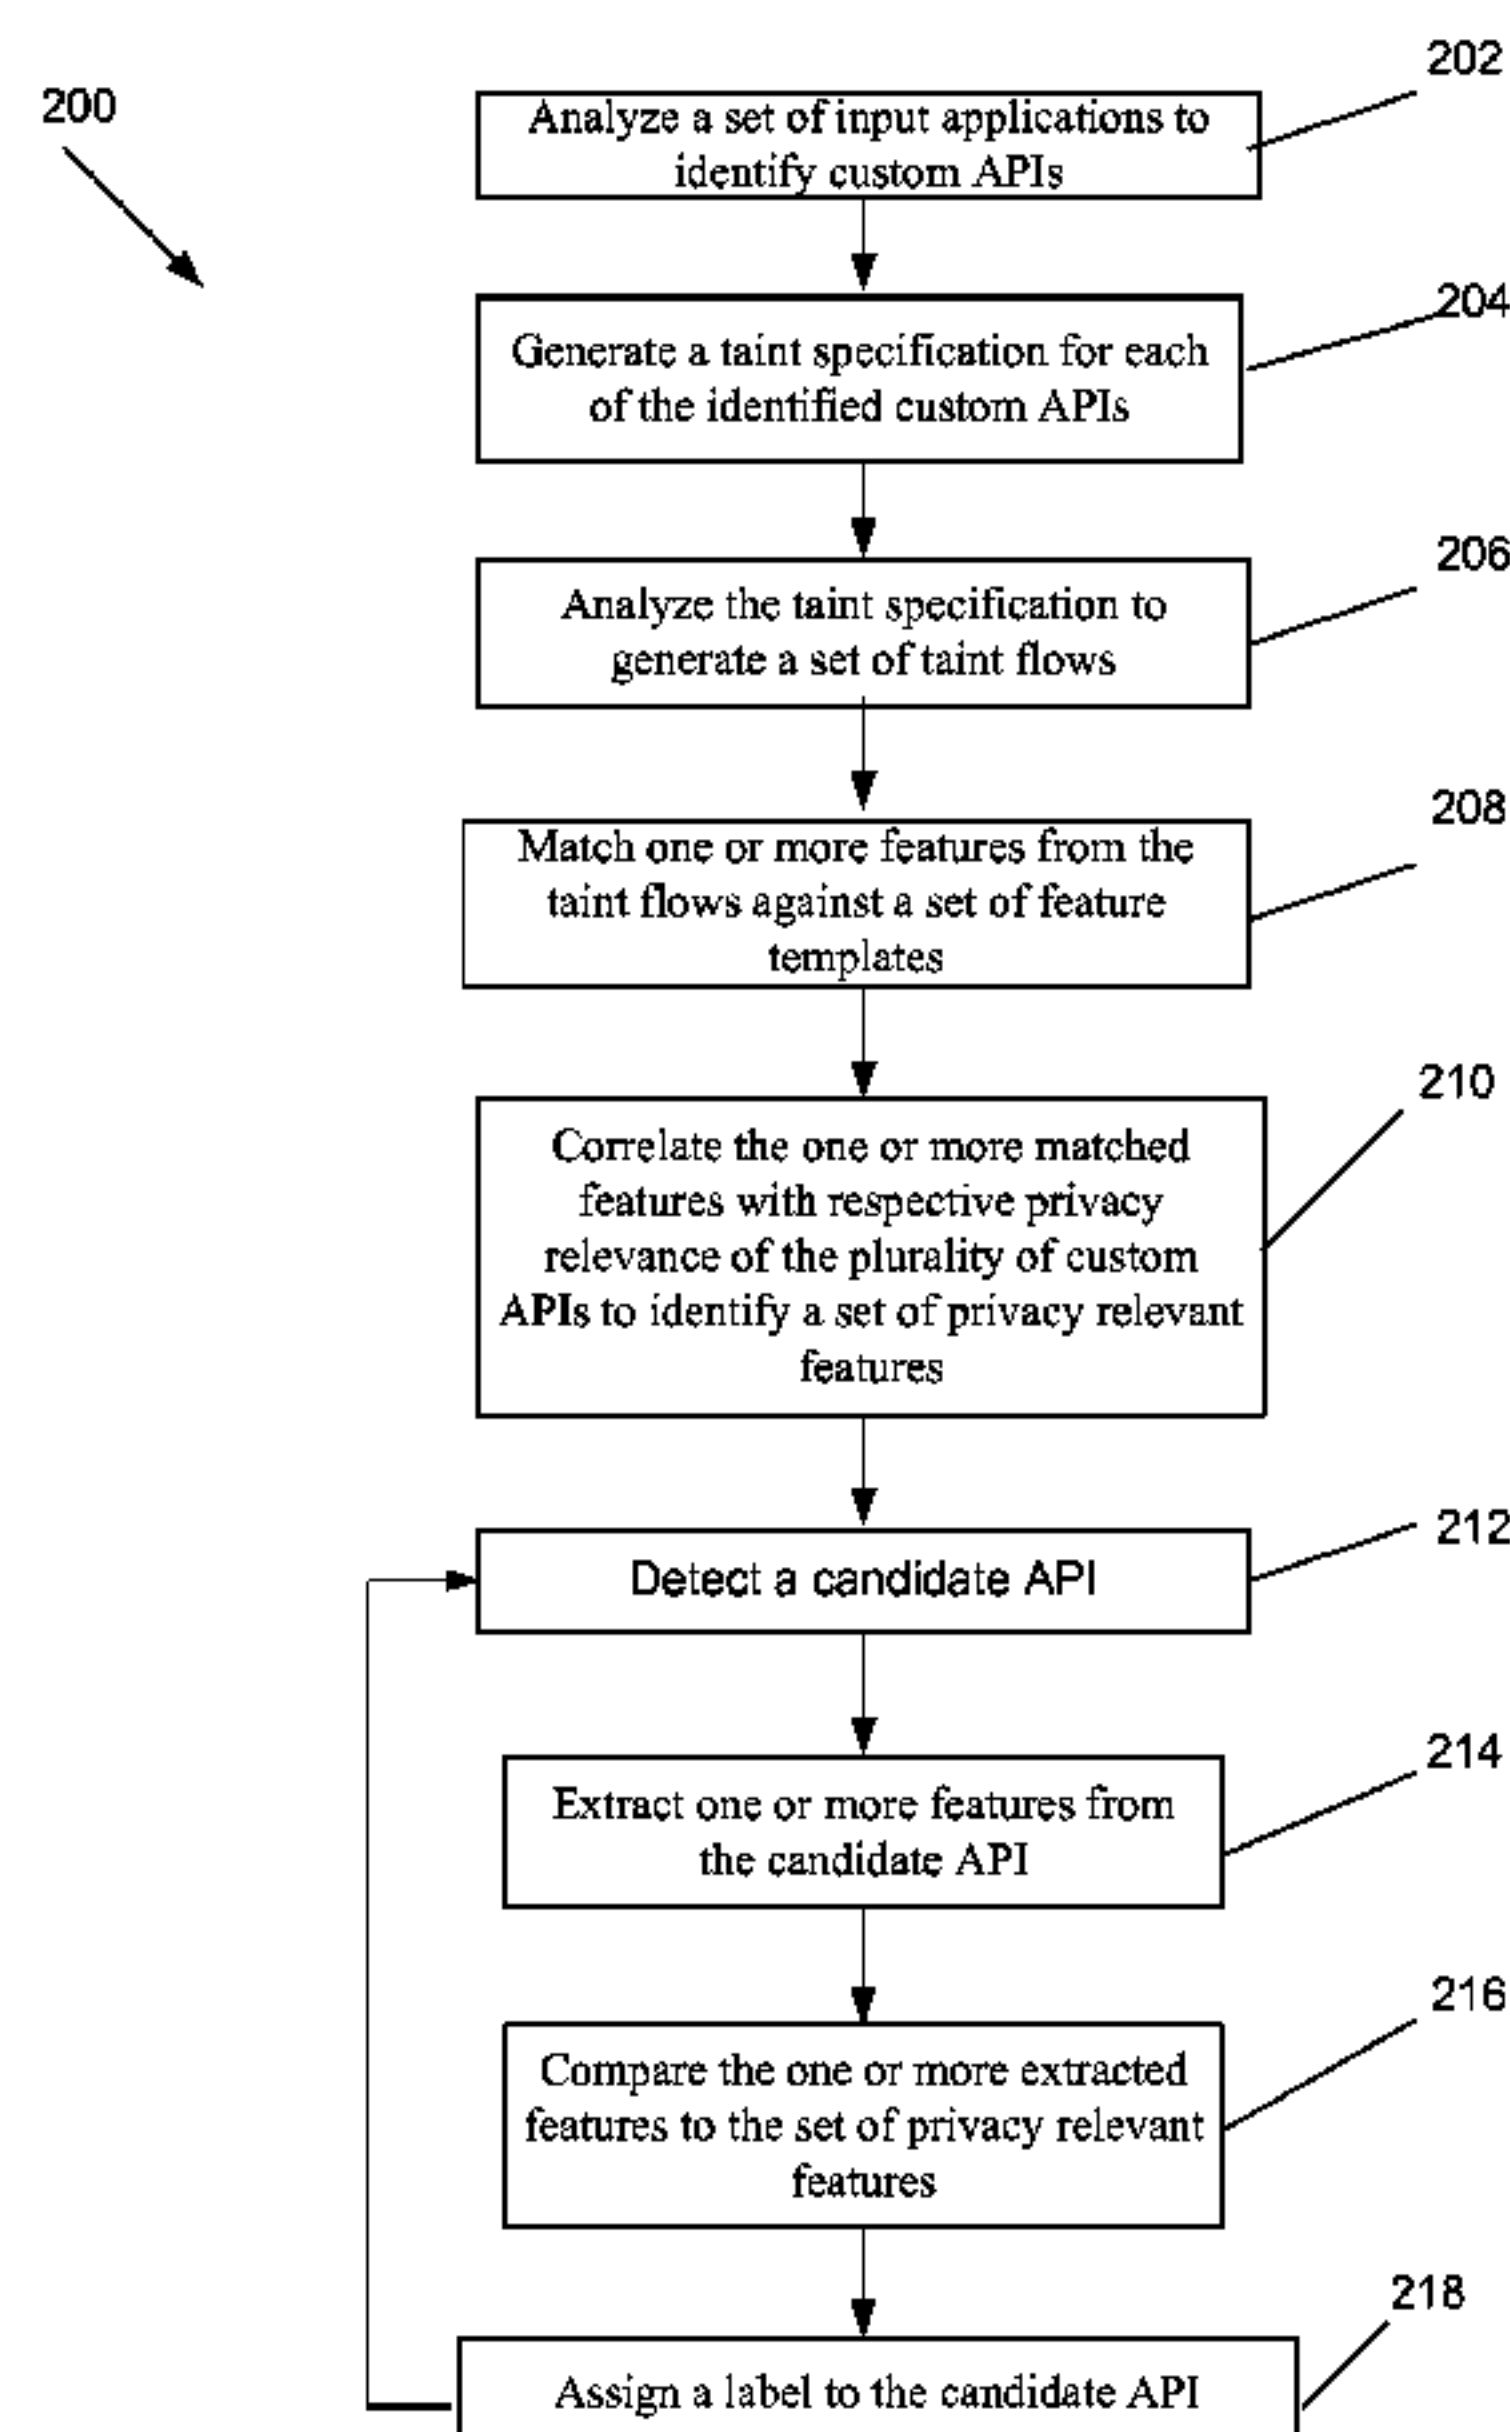 202
200
Analyze a set of input applications to
identify custom APIs
204
Generate a taint specification for each
of the identified custom APIs
206
Analyze the taint specification to
generate a set of taint flows
208
Match one or more features from the
taint flows against a set of feature
templates
210
Correlate the one or more matched
features with respective privacy
relevance of the plurality of custom
APIs to identify a set of privacy relevant
features
212
Detect a candidate API
214
Extract one or more features from
the candidate API
216
Compare the one or more extracted
features to the set of privacy relevant
features
218
Assign a label to the candidate API